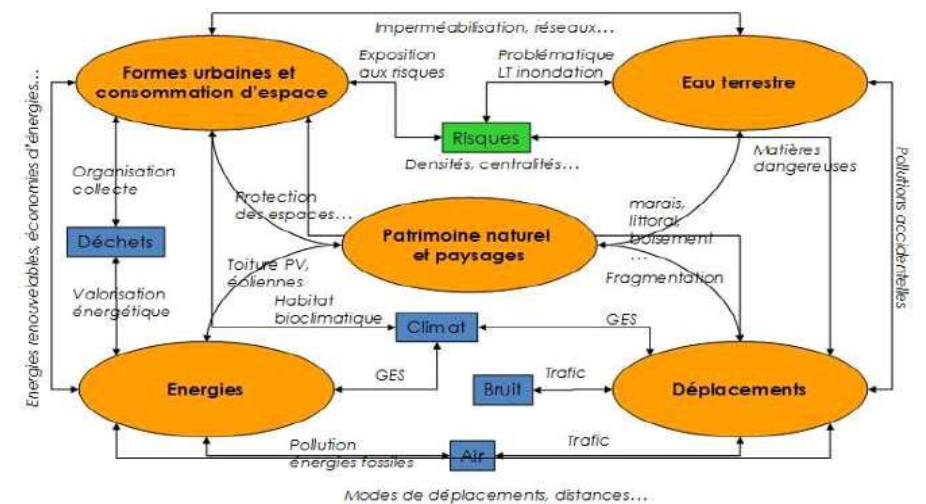 Imperméabilisation, réseaux...
Formes urbaines et
consommation d'espace
Exposition
aux risques
Problématique
LT inondation
Eau terrestre
Risques
Densités, centralités...
Matières
dangereuses
Energies renouvelables, économies d'énergies...
Organisation
collecte
Protection
des espaces...
marais,
littoral,
boisement
...
Pollutions accidentelles
Déchets
Patrimoine naturel
et paysages
Toiture PV,
éoliennes
Fragmentation
Valorisation
énergétique
Habitat
bioclimatique
Climat
GES
Energies
GES
Bruit
Trafic
Déplacements
Pollution
énergies fossiles
Air
Trafic
Modes de déplacements, distances...